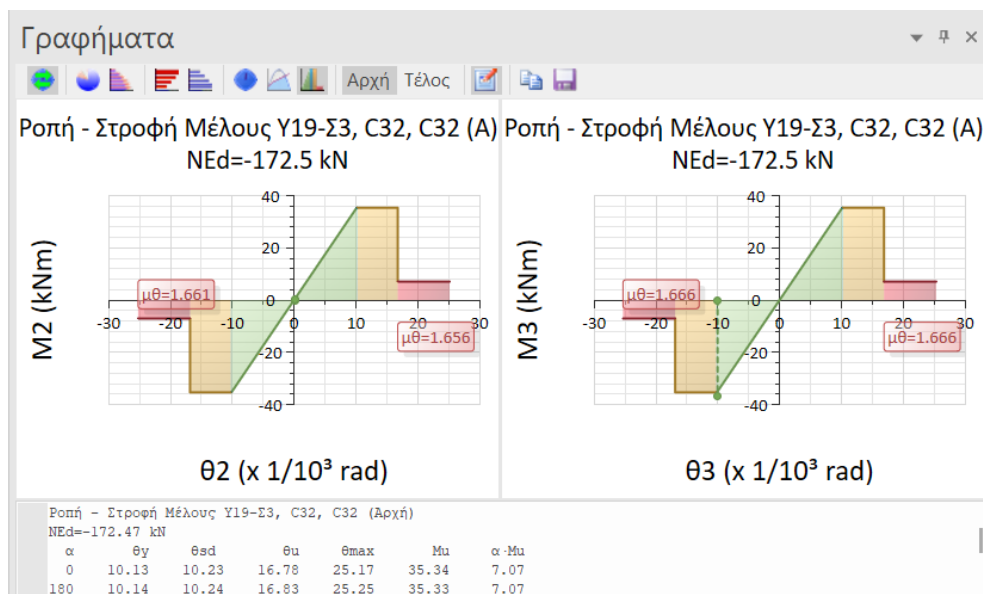 Γραφήματα
Αρχή Τέλος
Ροπή - Στροφή Μέλους Υ19-Σ3, C32, C32 (Α)
NEd=-172.5 kN
M2 (kNm)
40
20
0
-20
-40
-30 -20 -10 0 10 20 30
μθ=1.661
μθ=1.656
θ2 (x 1/10³ rad)
Ροπή - Στροφή Μέλους Υ19-Σ3, C32, C32 (Α)
NEd=-172.5 kN
M3 (kNm)
40
20
0
-20
-40
-30 -20 -10 0 10 20 30
μθ=1.666
μθ=1.666
θ3 (x 1/10³ rad)
Ροπή - Στροφή Μέλους Υ19-Σ3, C32, C32 (Αρχή)
NEd=-172.47 kN
α θy θsd θu θmax Mu α·Mu
0 10.13 10.23 16.78 25.17 35.34 7.07
180 10.14 10.24 16.83 25.25 35.33 7.07